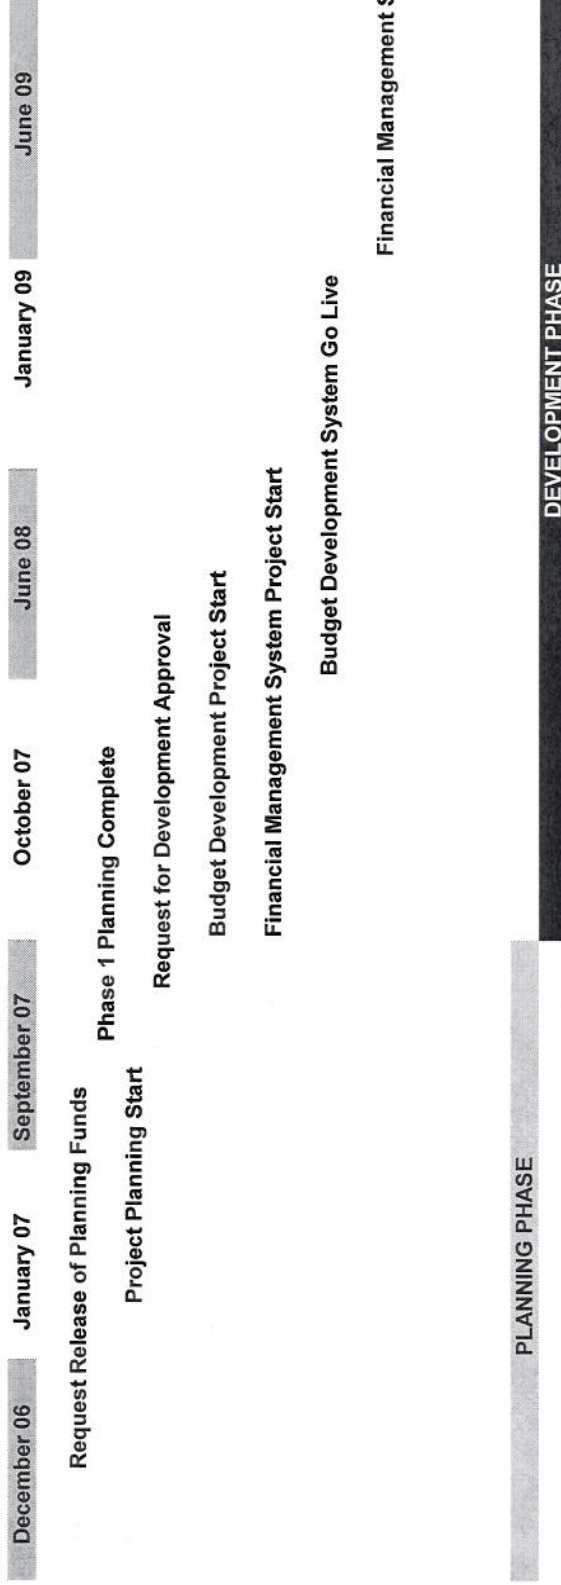 December 06 January 07 September 07 October 07 June 08 January 09 June 09
Request Release of Planning Funds
Phase 1 Planning Complete
Project Planning Start
Request for Development Approval
Budget Development Project Start
Financial Management System Project Start
Budget Development System Go Live
Financial Management S
PLANNING PHASE
DEVELOPMENT PHASE